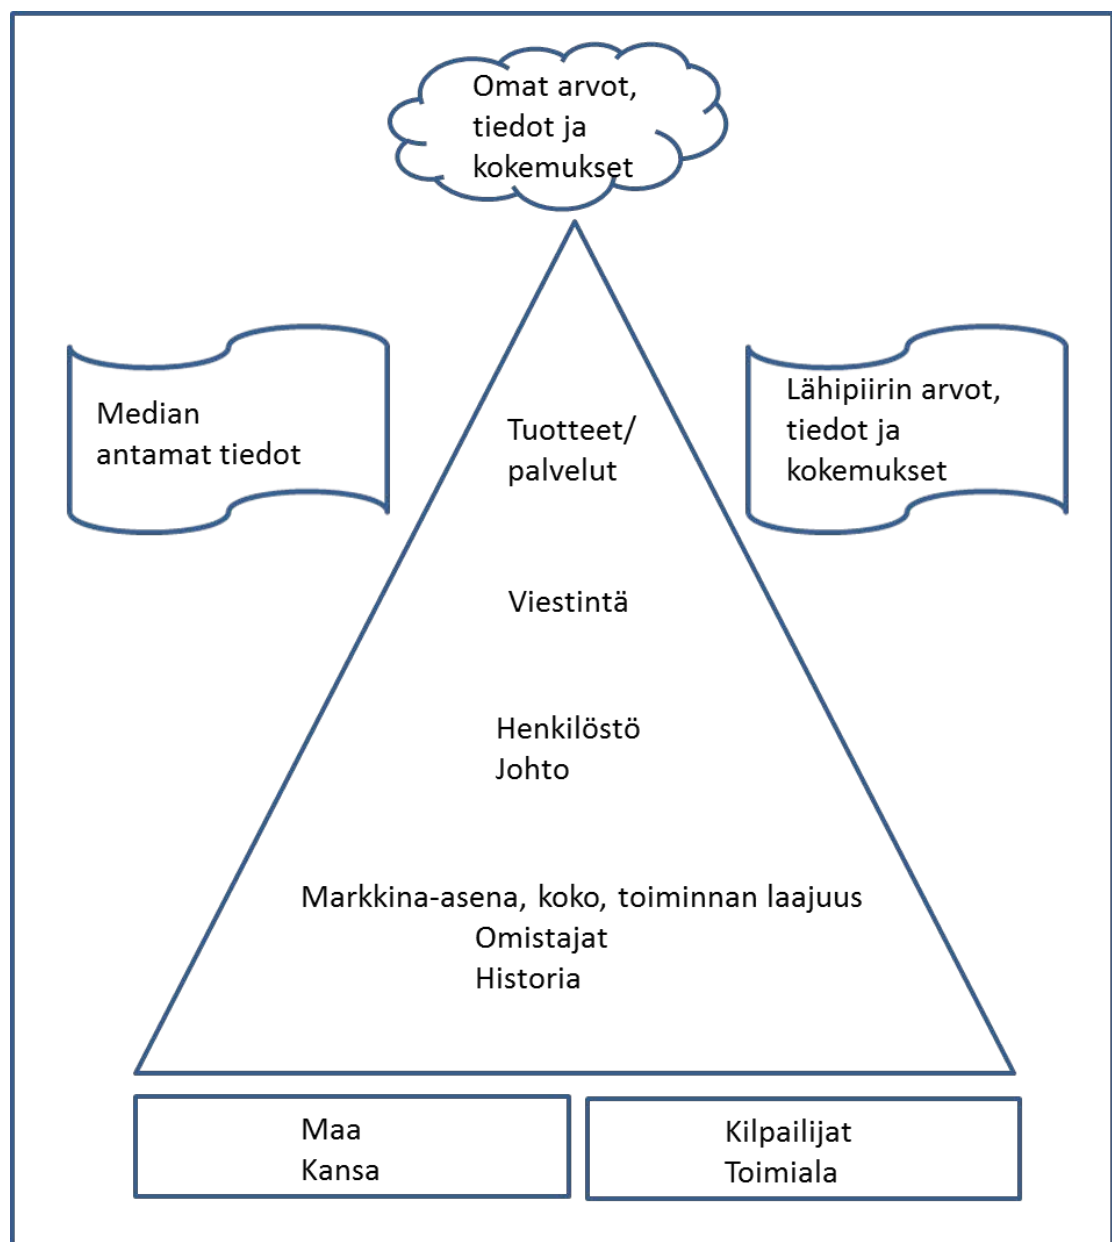 Omat arvot,
tiedot ja
kokemukset
Median
antamat tiedot
Lähipiirin arvot,
tiedot ja
kokemukset
Tuotteet/
palvelut
Viestintä
Henkilöstö
Johto
Markkina-asena, koko, toiminnan laajuus
Omistajat
Historia
Maa
Kansa
Kilpailijat
Toimiala